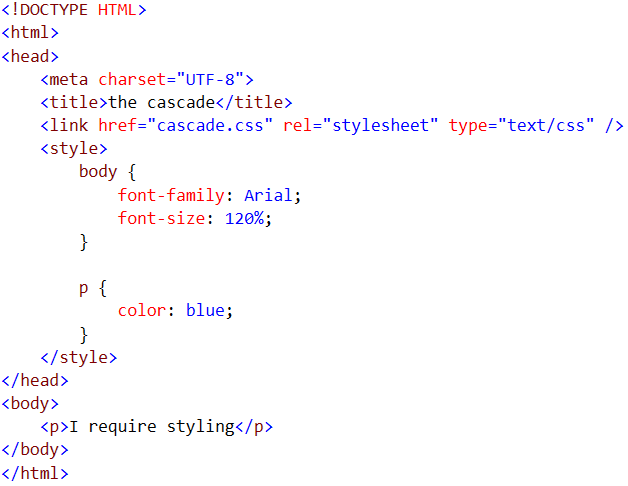 <!DOCTYPE HTML>
<html>
<head>
    <meta charset="UTF-8">
    <title>the cascade</title>
    <link href="cascade.css" rel="stylesheet" type="text/css" />
    <style>
        body {
            font-family: Arial;
            font-size: 120%;
        }

        p {
            color: blue;
        }
    </style>
</head>
<body>
    <p>I require styling</p>
</body>
</html>